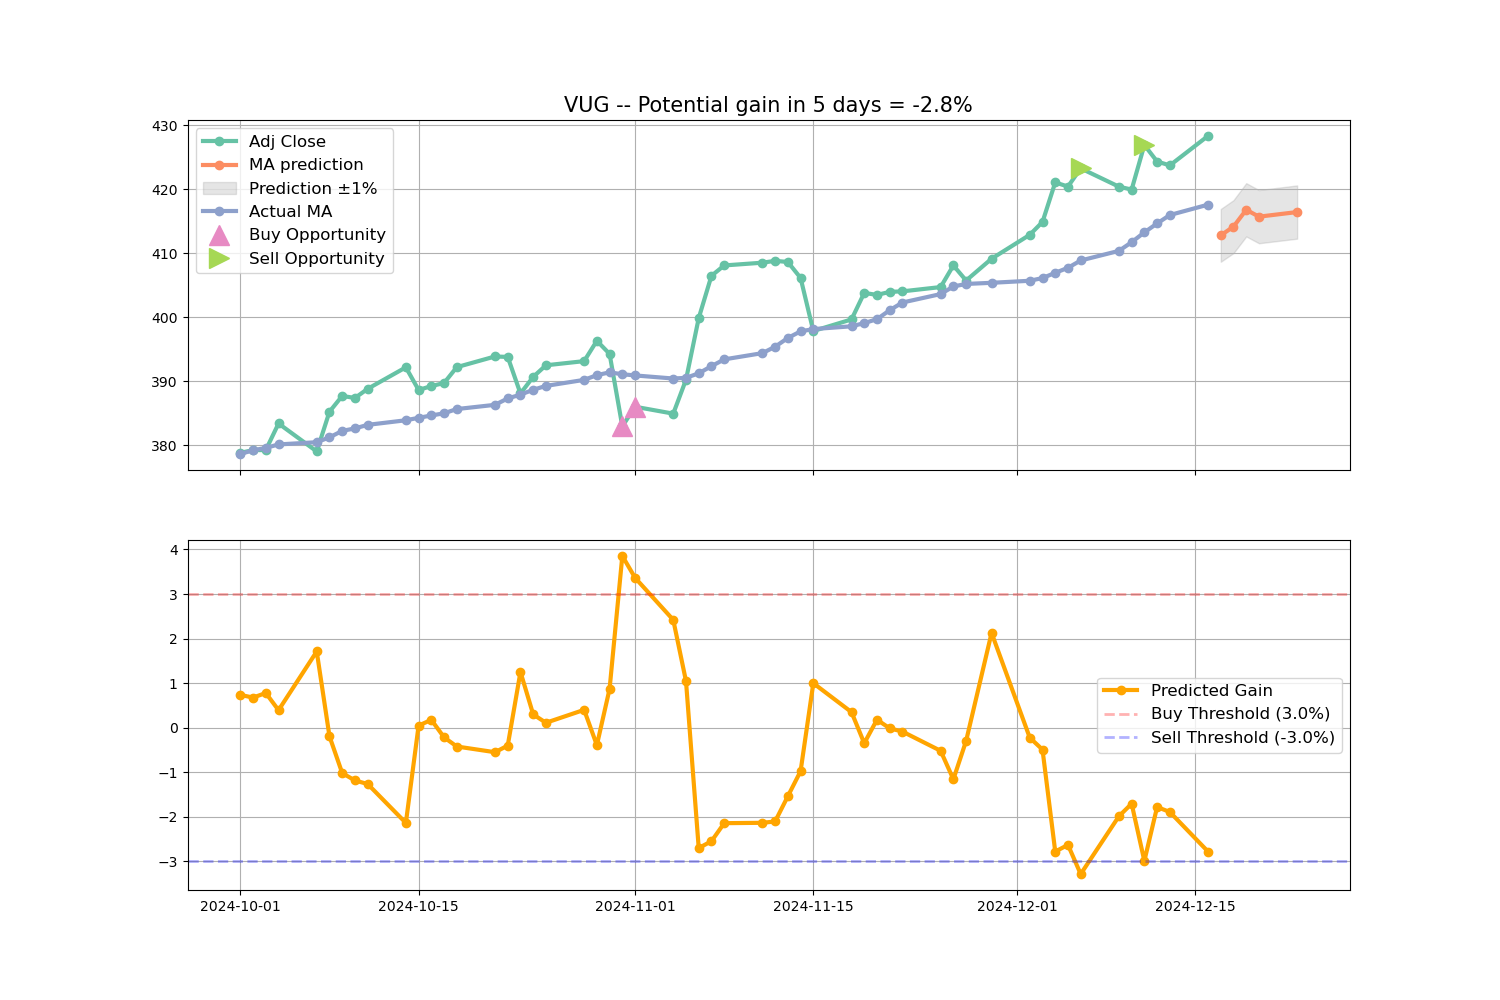 VUG -- Potential gain in 5 days = -2.8%
430
420
410
400
390
380
Adj Close
MA prediction
Prediction ±1%
Actual MA
Buy Opportunity
Sell Opportunity
4
3
2
1
0
−1
−2
−3
Predicted Gain
Buy Threshold (3.0%)
Sell Threshold (-3.0%)
2024-10-01
2024-10-15
2024-11-01
2024-11-15
2024-12-01
2024-12-15